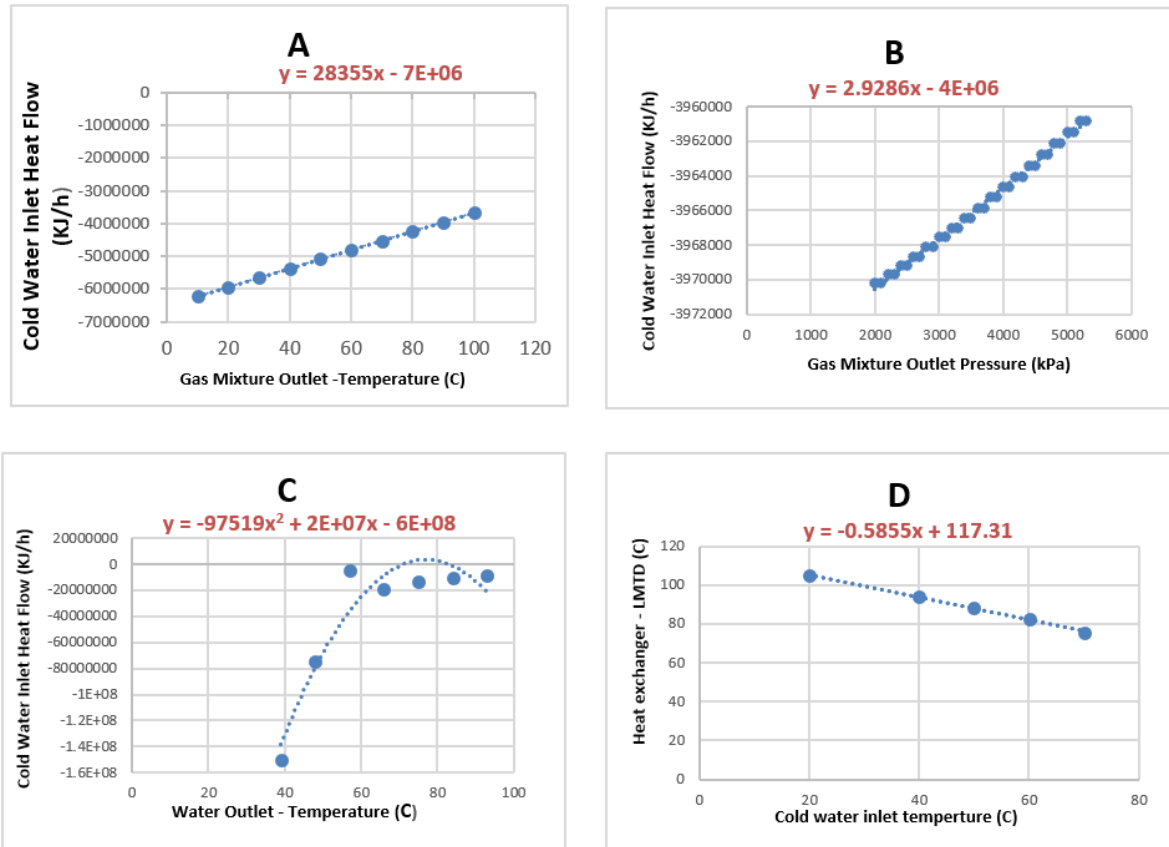 A
y = 28355x - 7E+06
Cold Water Inlet Heat Flow
(KJ/h)
0
-1000000
-2000000
-3000000
-4000000
-5000000
-6000000
-7000000
0 20 40 60 80 100 120
Gas Mixture Outlet -Temperature (C)
B
y = 2.9286x - 4E+06
Cold Water Inlet Heat Flow (KJ/h)
-3960000
-3962000
-3964000
-3966000
-3968000
-3970000
-3972000
0 1000 2000 3000 4000 5000 6000
Gas Mixture Outlet Pressure (kPa)
C
y = -97519x² + 2E+07x - 6E+08
Cold Water Inlet Heat Flow (KJ/h)
20000000
0
-20000000
-40000000
-60000000
-80000000
-1E+08
-1.2E+08
-1.4E+08
-1.6E+08
0 20 40 60 80 100
Water Outlet - Temperature (C)
D
y = -0.5855x + 117.31
Heat exchanger - LMTD (C)
120
100
80
60
40
20
0
0 20 40 60 80
Cold water inlet temperture (C)